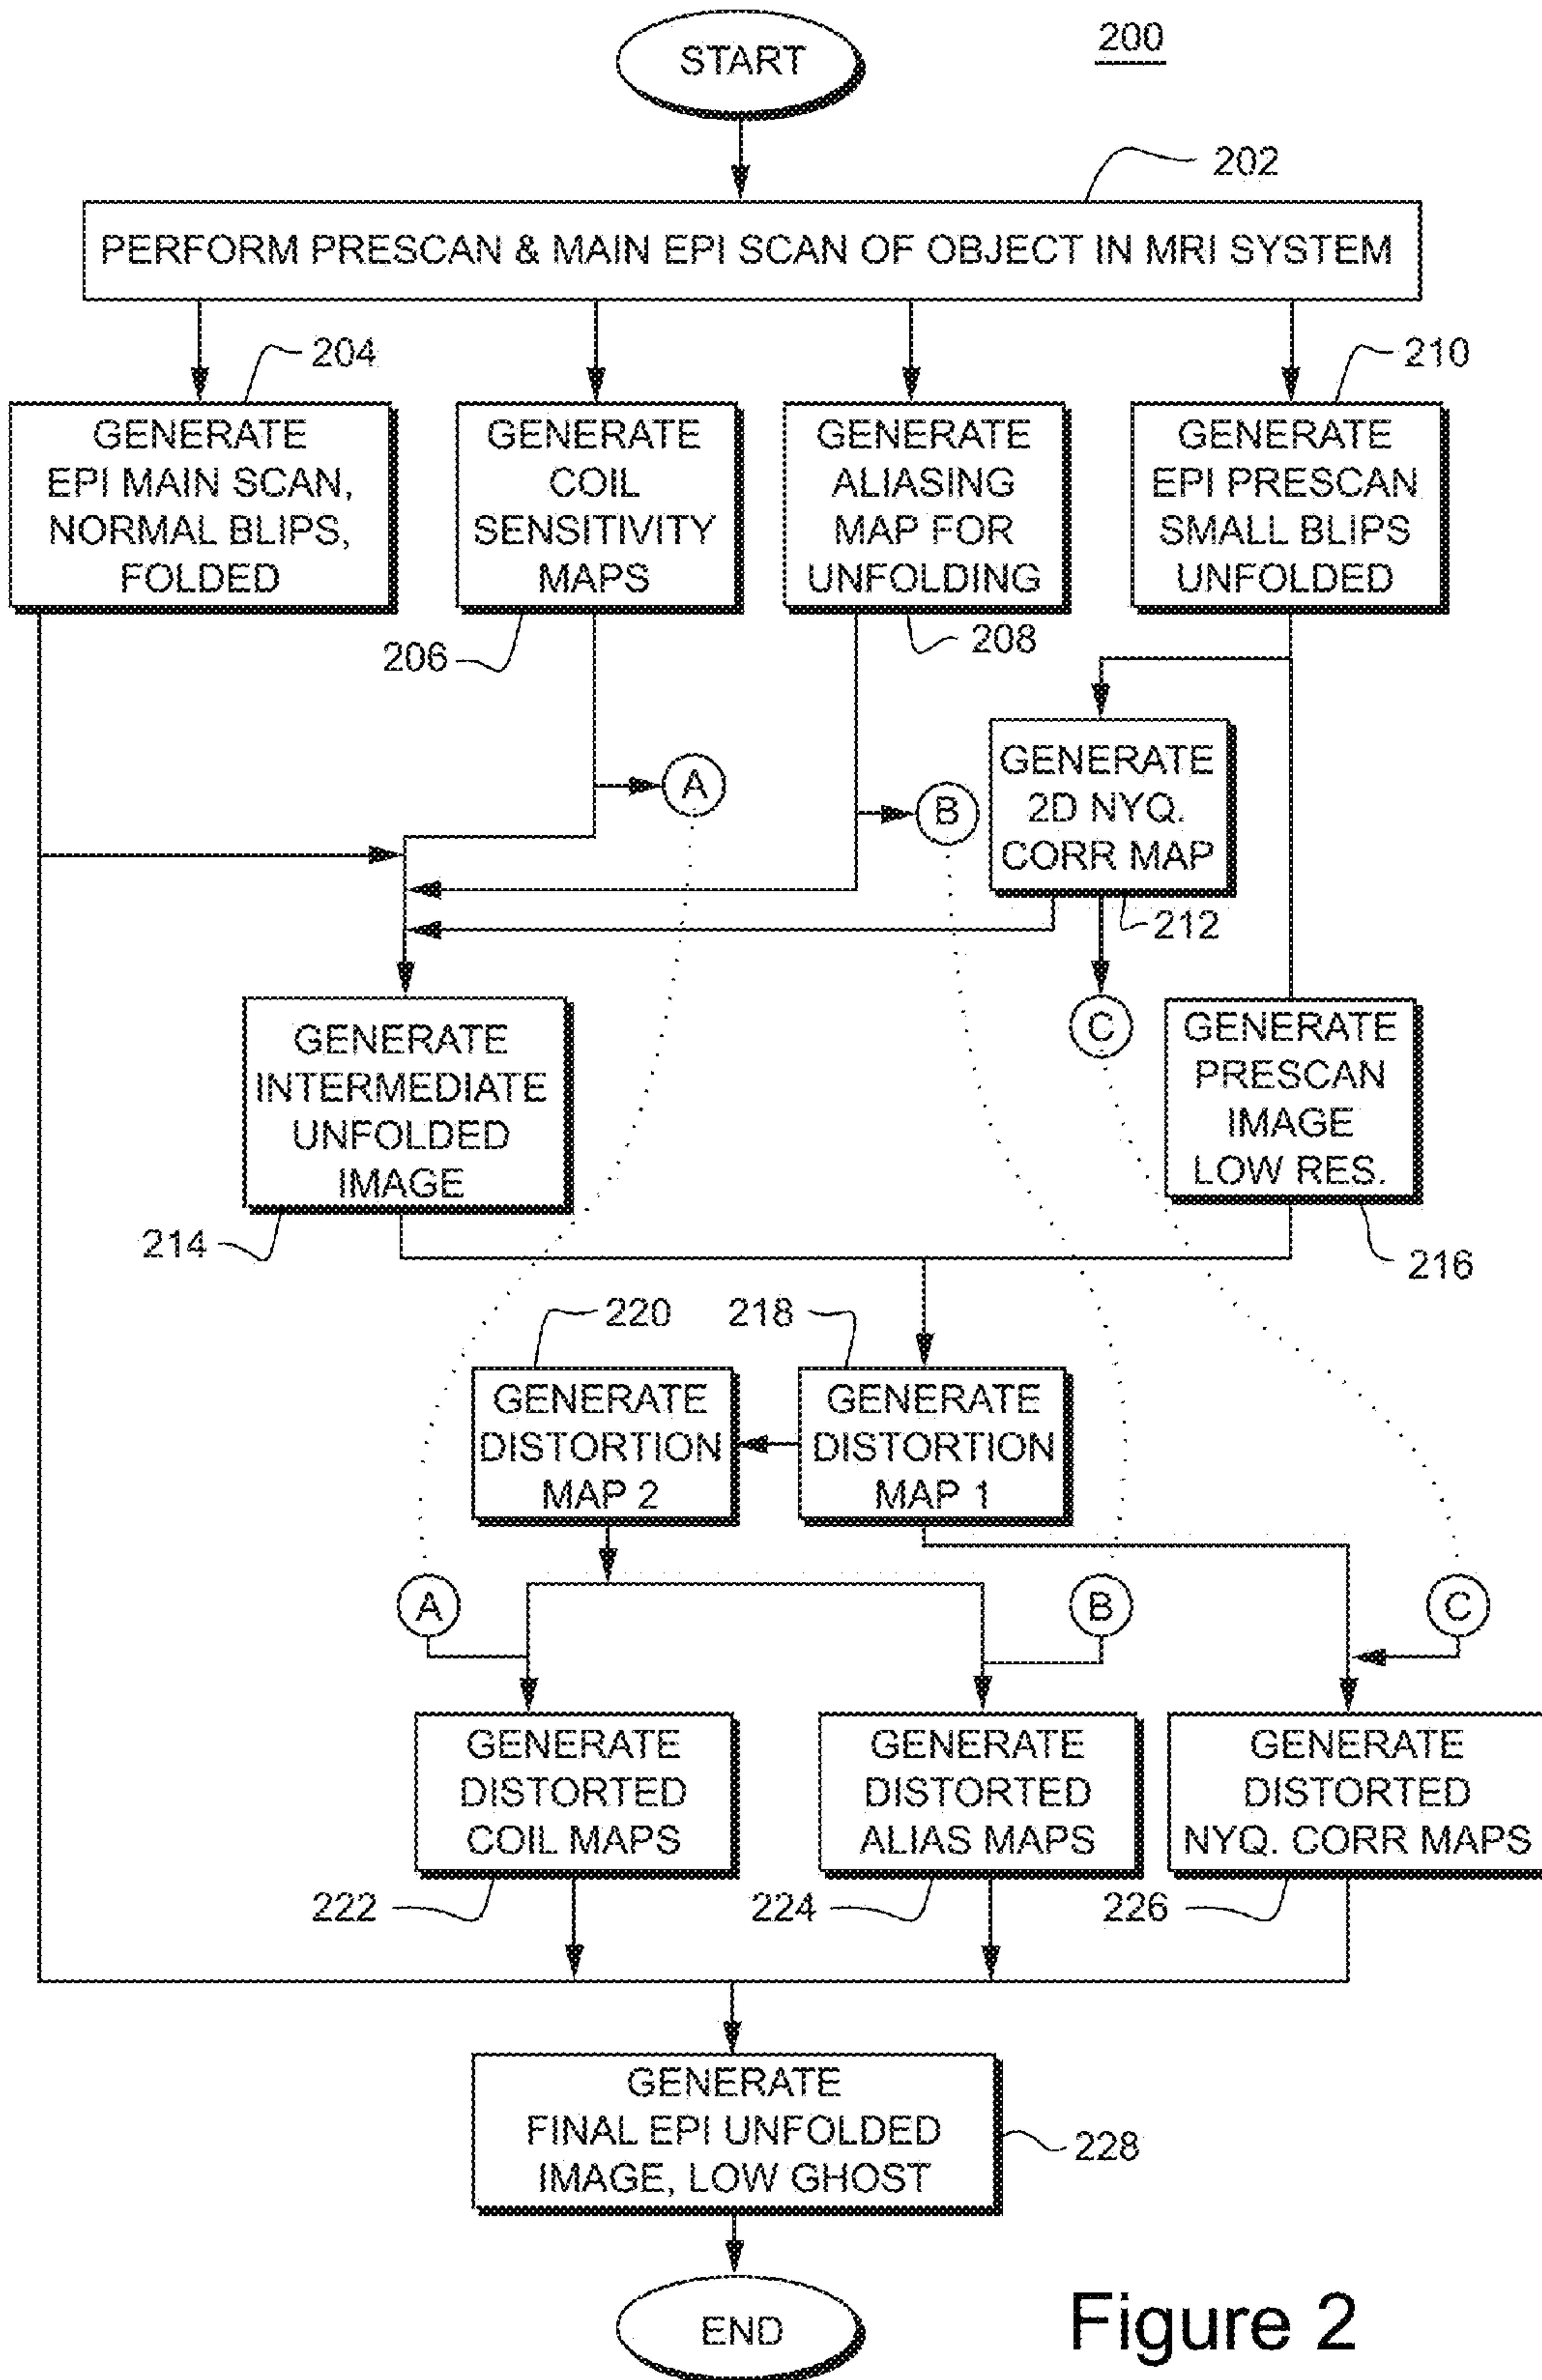 START
200
202
PERFORM PRESCAN & MAIN EPI SCAN OF OBJECT IN MRI SYSTEM
204
210
GENERATE
EPI MAIN SCAN,
NORMAL BLIPS,
FOLDED
GENERATE
COIL
SENSITIVITY
MAPS
GENERATE
ALIASING
MAP FOR
UNFOLDING
GENERATE
EPI PRESCAN
SMALL BLIPS
UNFOLDED
206
208
A
B
GENERATE
2D NYQ.
CORR MAP
212
C
GENERATE
INTERMEDIATE
UNFOLDED
IMAGE
GENERATE
PRESCAN
IMAGE
LOW RES.
214
216
220
218
GENERATE
DISTORTION
MAP 2
GENERATE
DISTORTION
MAP 1
A
B
C
GENERATE
DISTORTED
COIL MAPS
GENERATE
DISTORTED
ALIAS MAPS
GENERATE
DISTORTED
NYQ. CORR MAPS
222
224
226
GENERATE
FINAL EPI UNFOLDED
IMAGE, LOW GHOST
228
END
Figure 2